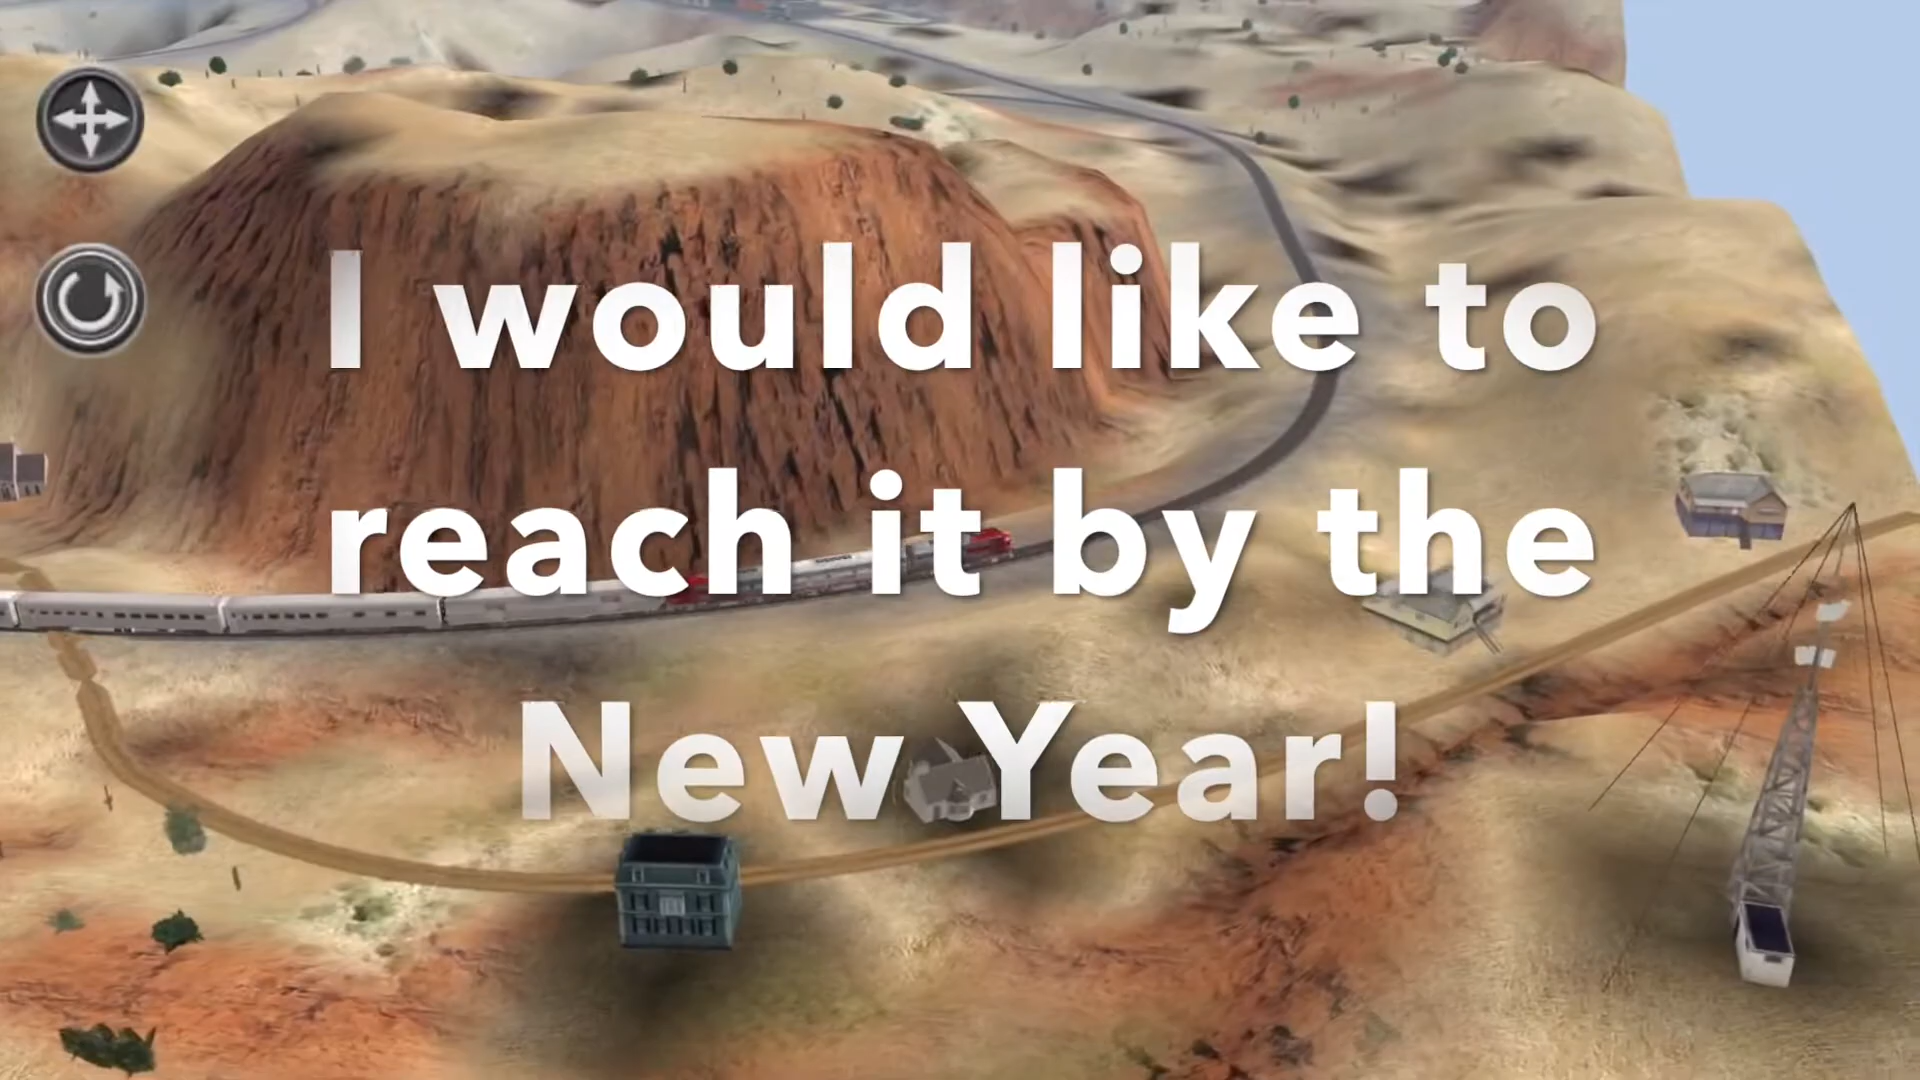 I would like to
reach it by the
New Year!